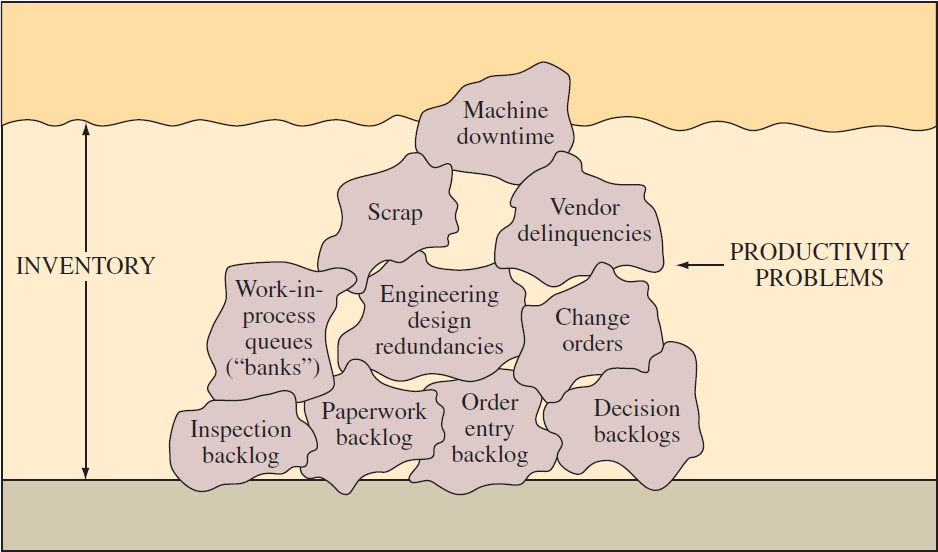 Machine
downtime
Scrap
Vendor
delinquencies
INVENTORY
PRODUCTIVITY
PROBLEMS
Work-in-
process
queues
(“banks”)
Engineering
design
redundancies
Change
orders
Inspection
backlog
Paperwork
backlog
Order
entry
backlog
Decision
backlogs